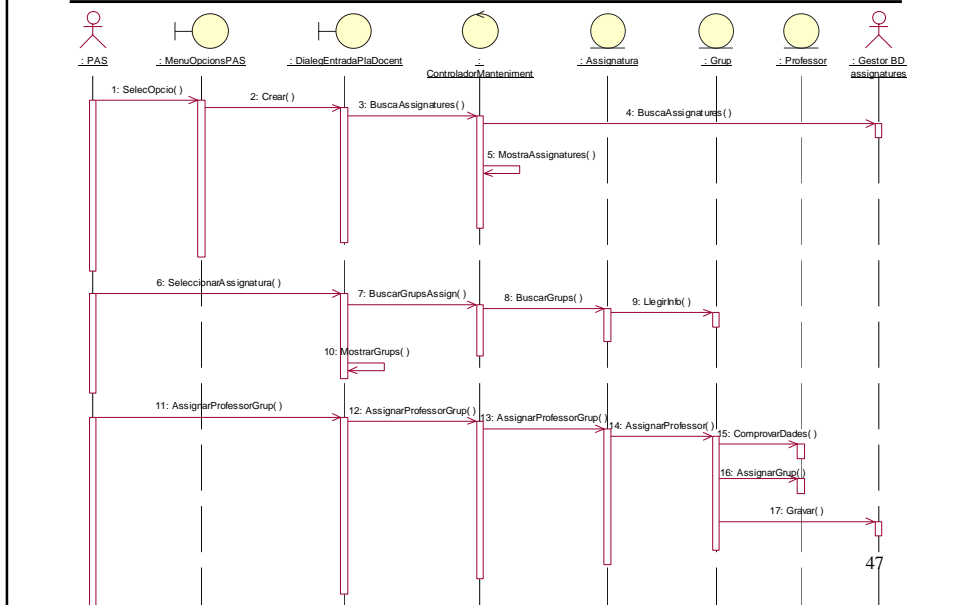 : PAS
: MenuOpcionsPAS
: DialegEntradaPlaDocent
:
ControladorManteniment
: Assignatura
: Grup
: Professor
: Gestor BD
assignatures
1: SelecOpcio( )
2: Crear( )
3: BuscaAssignatures( )
4: BuscaAssignatures( )
5: MostraAssignatures( )
6: SeleccionarAssignatura( )
7: BuscarGrupsAssign( )
8: BuscarGrups( )
9: LlegirInfo( )
10: MostrarGrups( )
11: AssignarProfessorGrup( )
12: AssignarProfessorGrup( )
13: AssignarProfessorGrup( )
14: AssignarProfessor( )
15: ComprovarDades( )
16: AssignarGrup( )
17: Gravar( )
47